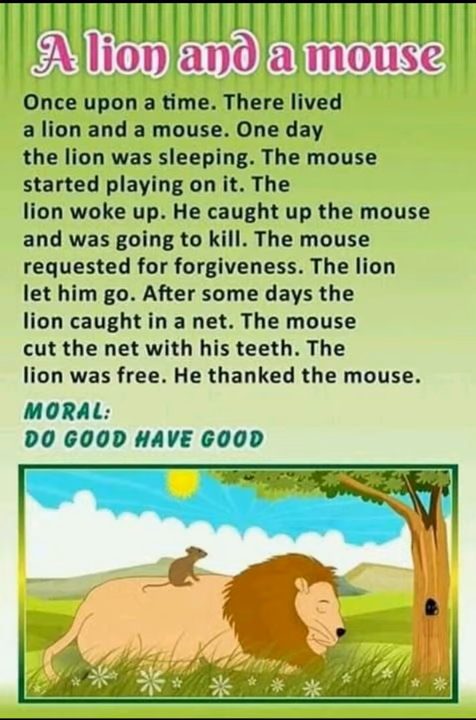 A lion and a mouse
Once upon a time. There lived
a lion and a mouse. One day
the lion was sleeping. The mouse
started playing on it. The
lion woke up. He caught up the mouse
and was going to kill. The mouse
requested for forgiveness. The lion
let him go. After some days the
lion caught in a net. The mouse
cut the net with his teeth. The
lion was free. He thanked the mouse.
MORAL:
DO GOOD HAVE GOOD